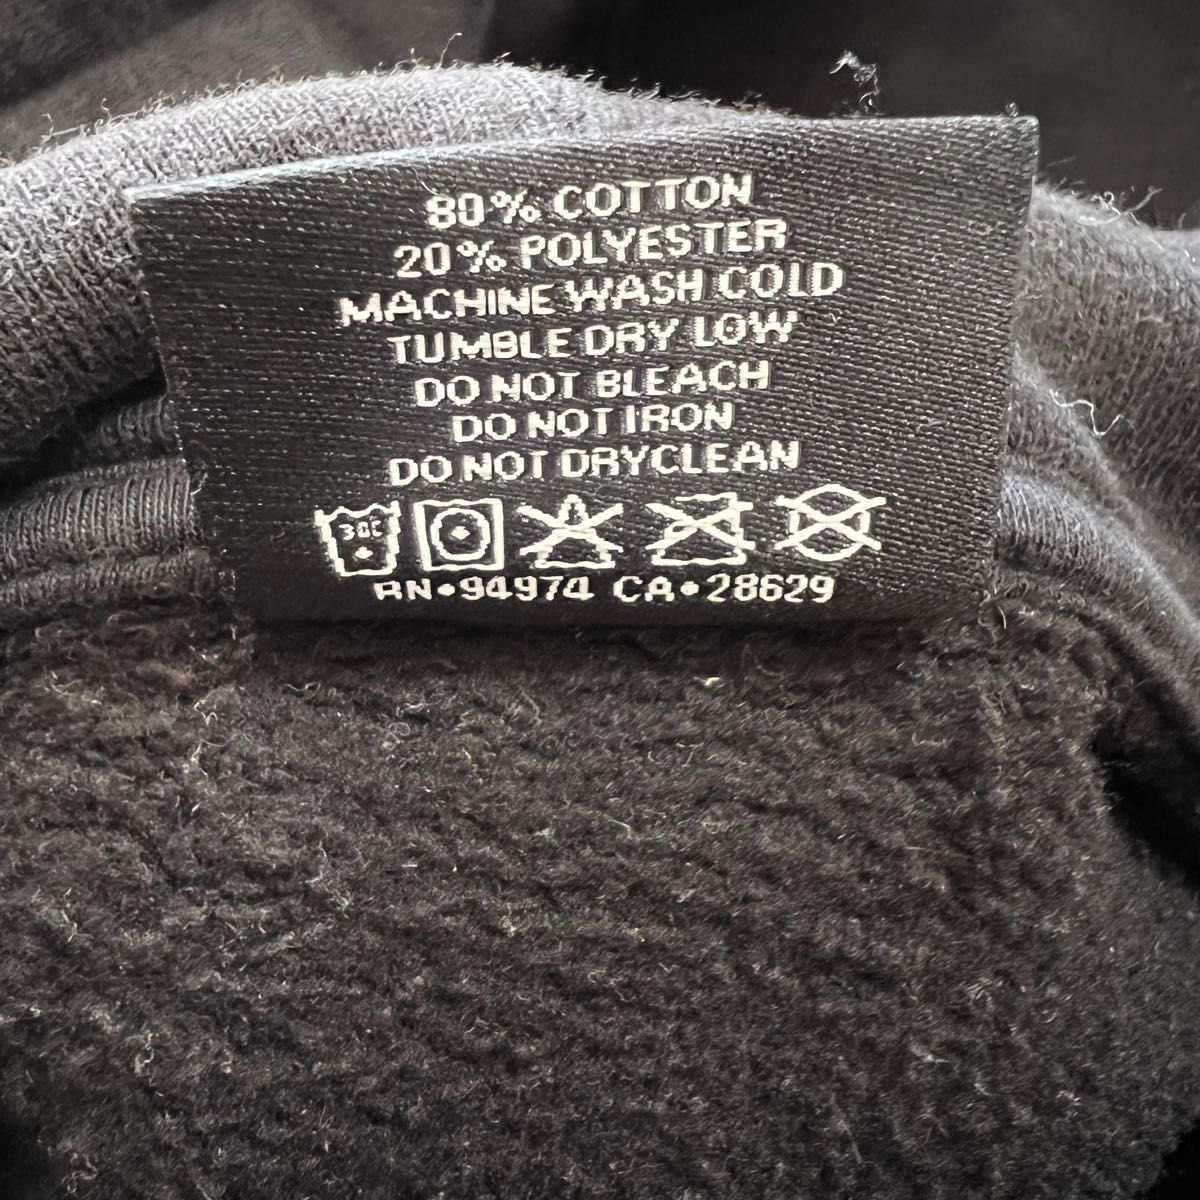 80% COTTON
20% POLYESTER
MACHINE WASH COLD
TUMBLE DRY LOW
DO NOT BLEACH
DO NOT IRON
DO NOT DRYCLEAN
30C
RN•94974 CA•28629